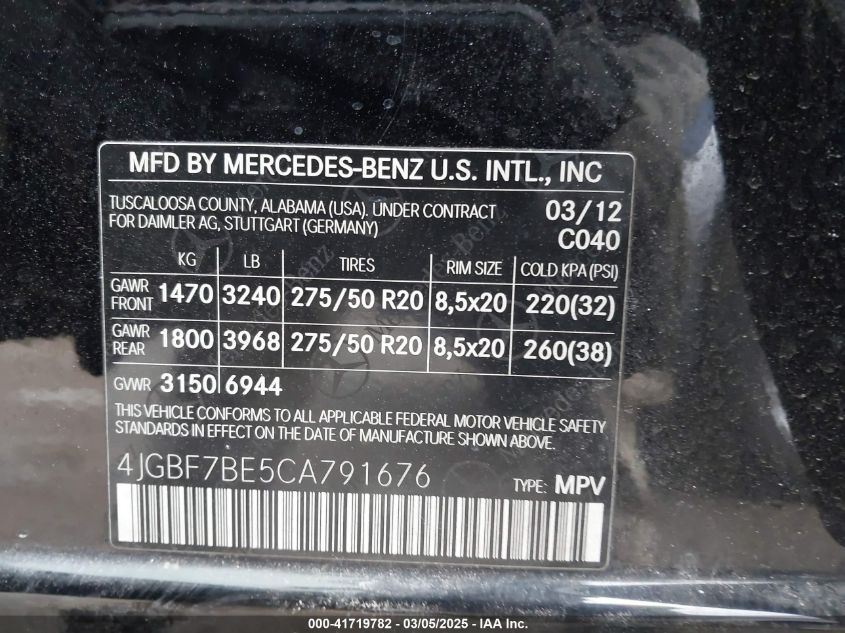 MFD BY MERCEDES-BENZ U.S. INTL., INC
TUSCALOOSA COUNTY, ALABAMA (USA). UNDER CONTRACT
FOR DAIMLER AG, STUTTGART (GERMANY)
03/12
C040
KG LB TIRES RIM SIZE COLD KPA (PSI)
GAWR FRONT 1470 3240 275/50 R20 8,5x20 220(32)
GAWR REAR 1800 3968 275/50 R20 8,5x20 260(38)
GVWR 3150 6944
THIS VEHICLE CONFORMS TO ALL APPLICABLE FEDERAL MOTOR VEHICLE SAFETY
STANDARDS IN EFFECT ON THE DATE OF MANUFACTURE SHOWN ABOVE.
4JGBF7BE5CA791676 TYPE: MPV
000-41719782 - 03/05/2025 - IAA Inc.